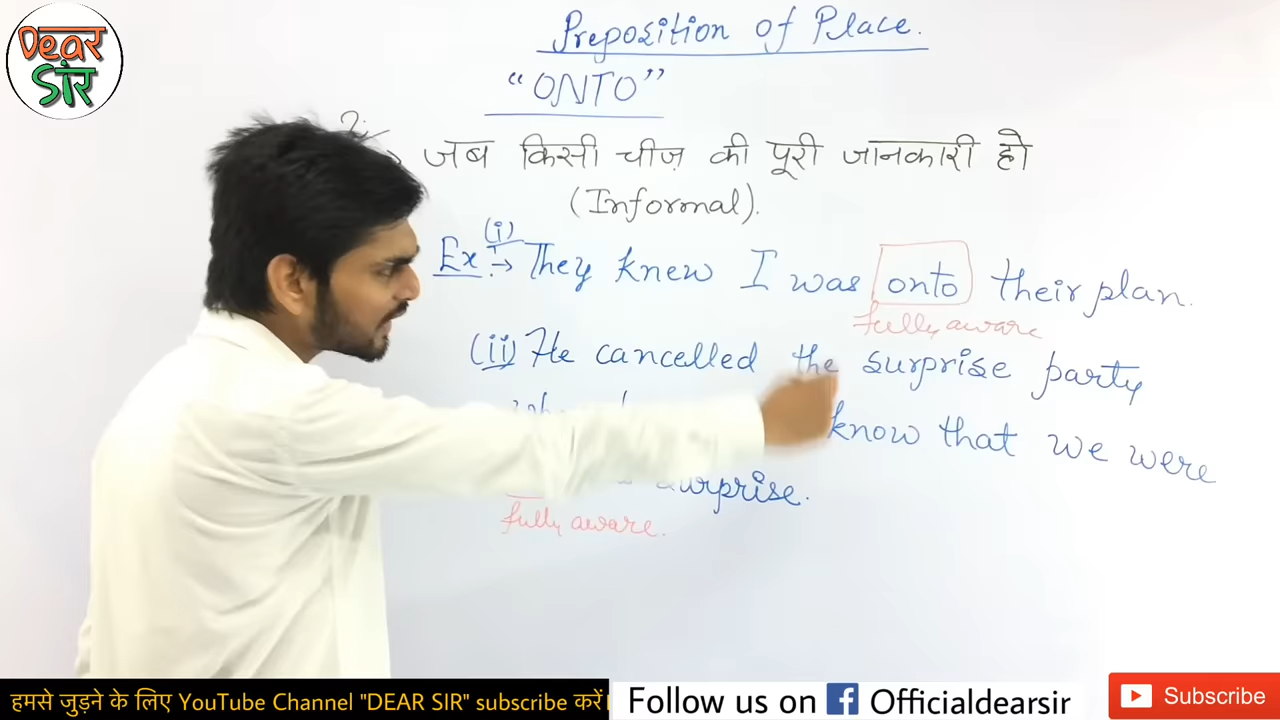 Dear
Sir
Preposition of Place.
"ONTO"
जब किसी चीज़ की पूरी जानकारी हो
(Informal).
Ex (i) → They knew I was onto their plan.
fully aware
(ii) He cancelled the surprise party
know that we were
surprise.
fully aware.
हमसे जुड़ने के लिए YouTube Channel "DEAR SIR" subscribe करें।
Follow us on Officialdearsir
Subscribe